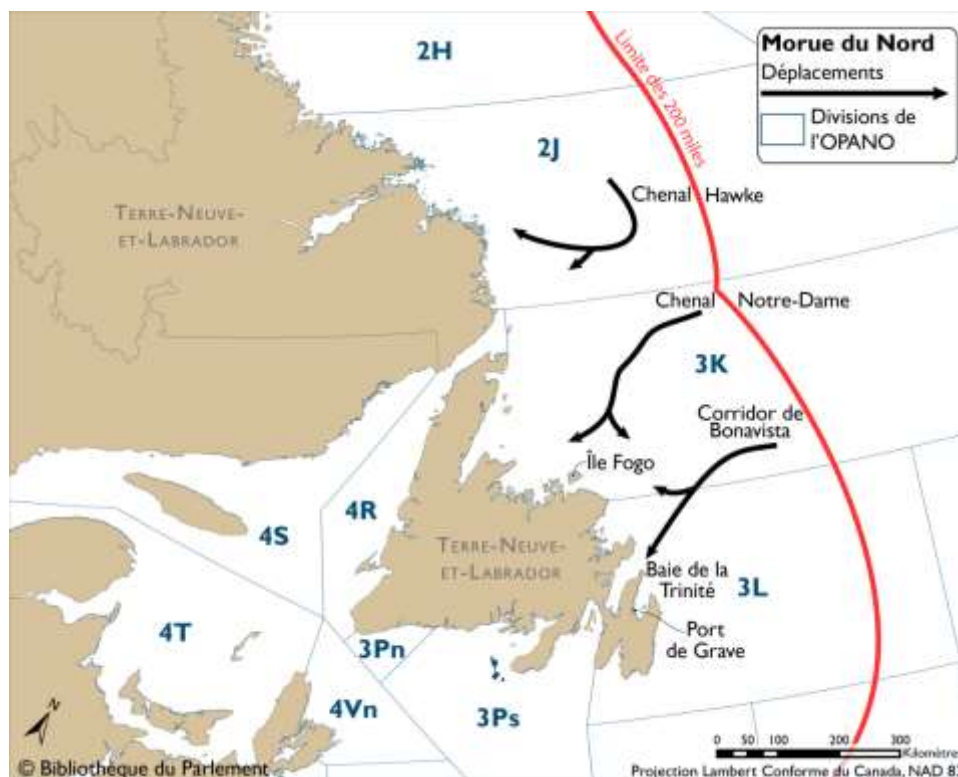 2H
Limite des 200 miles
Morue du Nord
Déplacements
Divisions de
l'OPANO
2J
Chenal Hawke
TERRE-NEUVE-
ET-LABRADOR
Chenal Notre-Dame
3K
Corridor de
Bonavista
Île Fogo
4R
4S
TERRE-NEUVE-
ET-LABRADOR
Baie de la
Trinité
3L
4T
Port
de Grave
3Pn
4Vn
3Ps
N
0 50 100 200 300
Kilomètre
© Bibliothèque du Parlement
Projection Lambert Conforme du Canada, NAD 8